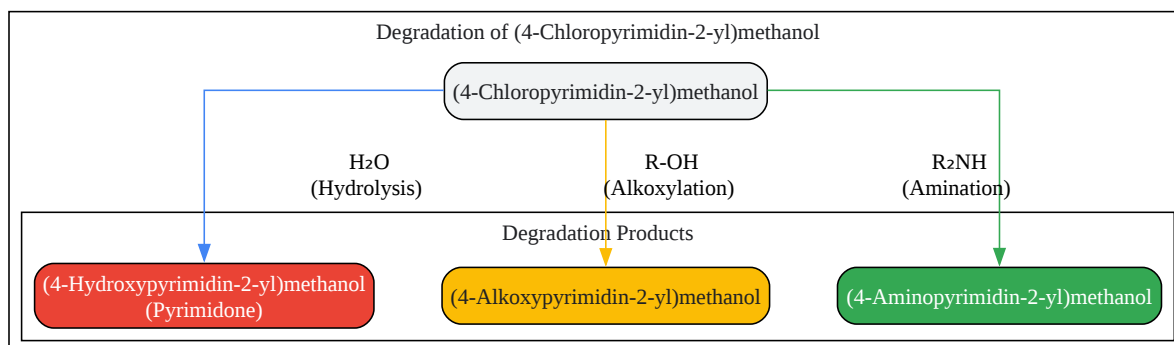 Degradation of (4-Chloropyrimidin-2-yl)methanol
(4-Chloropyrimidin-2-yl)methanol
H₂O
(Hydrolysis)
R-OH
(Alkoxylation)
R₂NH
(Amination)
Degradation Products
(4-Hydroxypyrimidin-2-yl)methanol
(Pyrimidone)
(4-Alkoxypyrimidin-2-yl)methanol
(4-Aminopyrimidin-2-yl)methanol